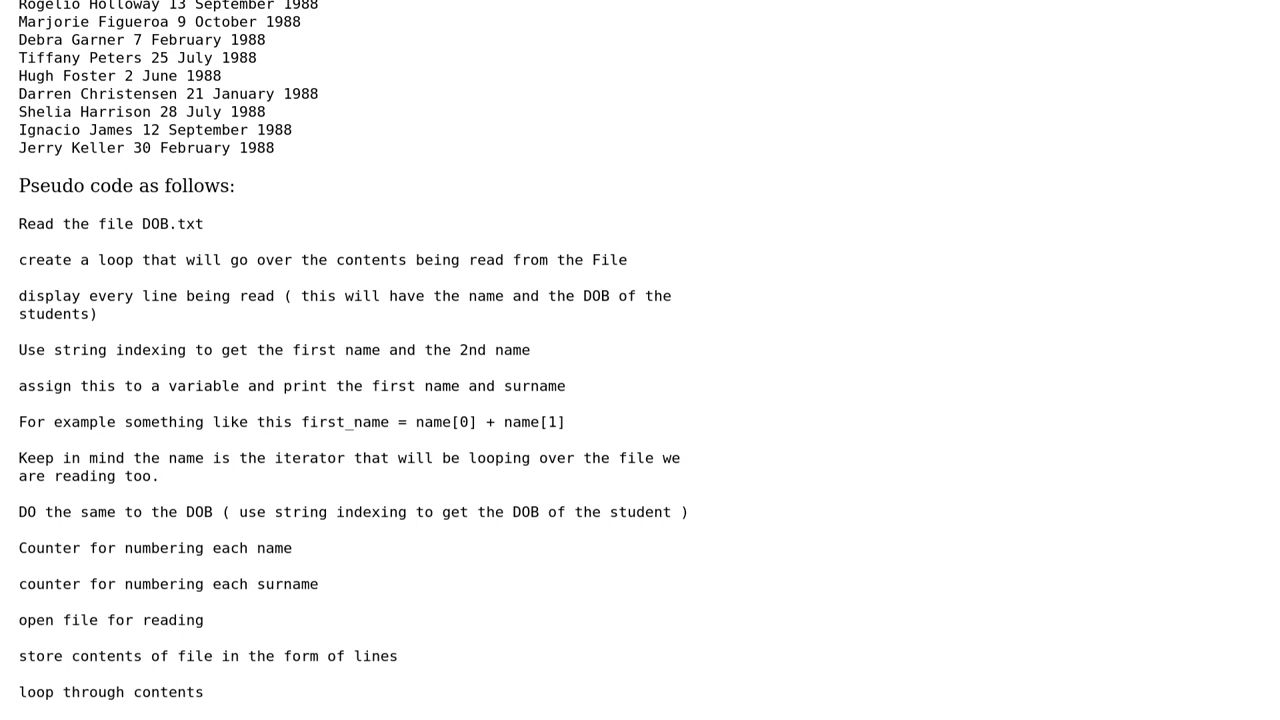 Rogelio Holloway 13 September 1988
Marjorie Figueroa 9 October 1988
Debra Garner 7 February 1988
Tiffany Peters 25 July 1988
Hugh Foster 2 June 1988
Darren Christensen 21 January 1988
Shelia Harrison 28 July 1988
Ignacio James 12 September 1988
Jerry Keller 30 February 1988
Pseudo code as follows:
Read the file DOB.txt
create a loop that will go over the contents being read from the File
display every line being read ( this will have the name and the DOB of the
students)
Use string indexing to get the first name and the 2nd name
assign this to a variable and print the first name and surname
For example something like this first_name = name[0] + name[1]
Keep in mind the name is the iterator that will be looping over the file we
are reading too.
DO the same to the DOB ( use string indexing to get the DOB of the student )
Counter for numbering each name
counter for numbering each surname
open file for reading
store contents of file in the form of lines
loop through contents